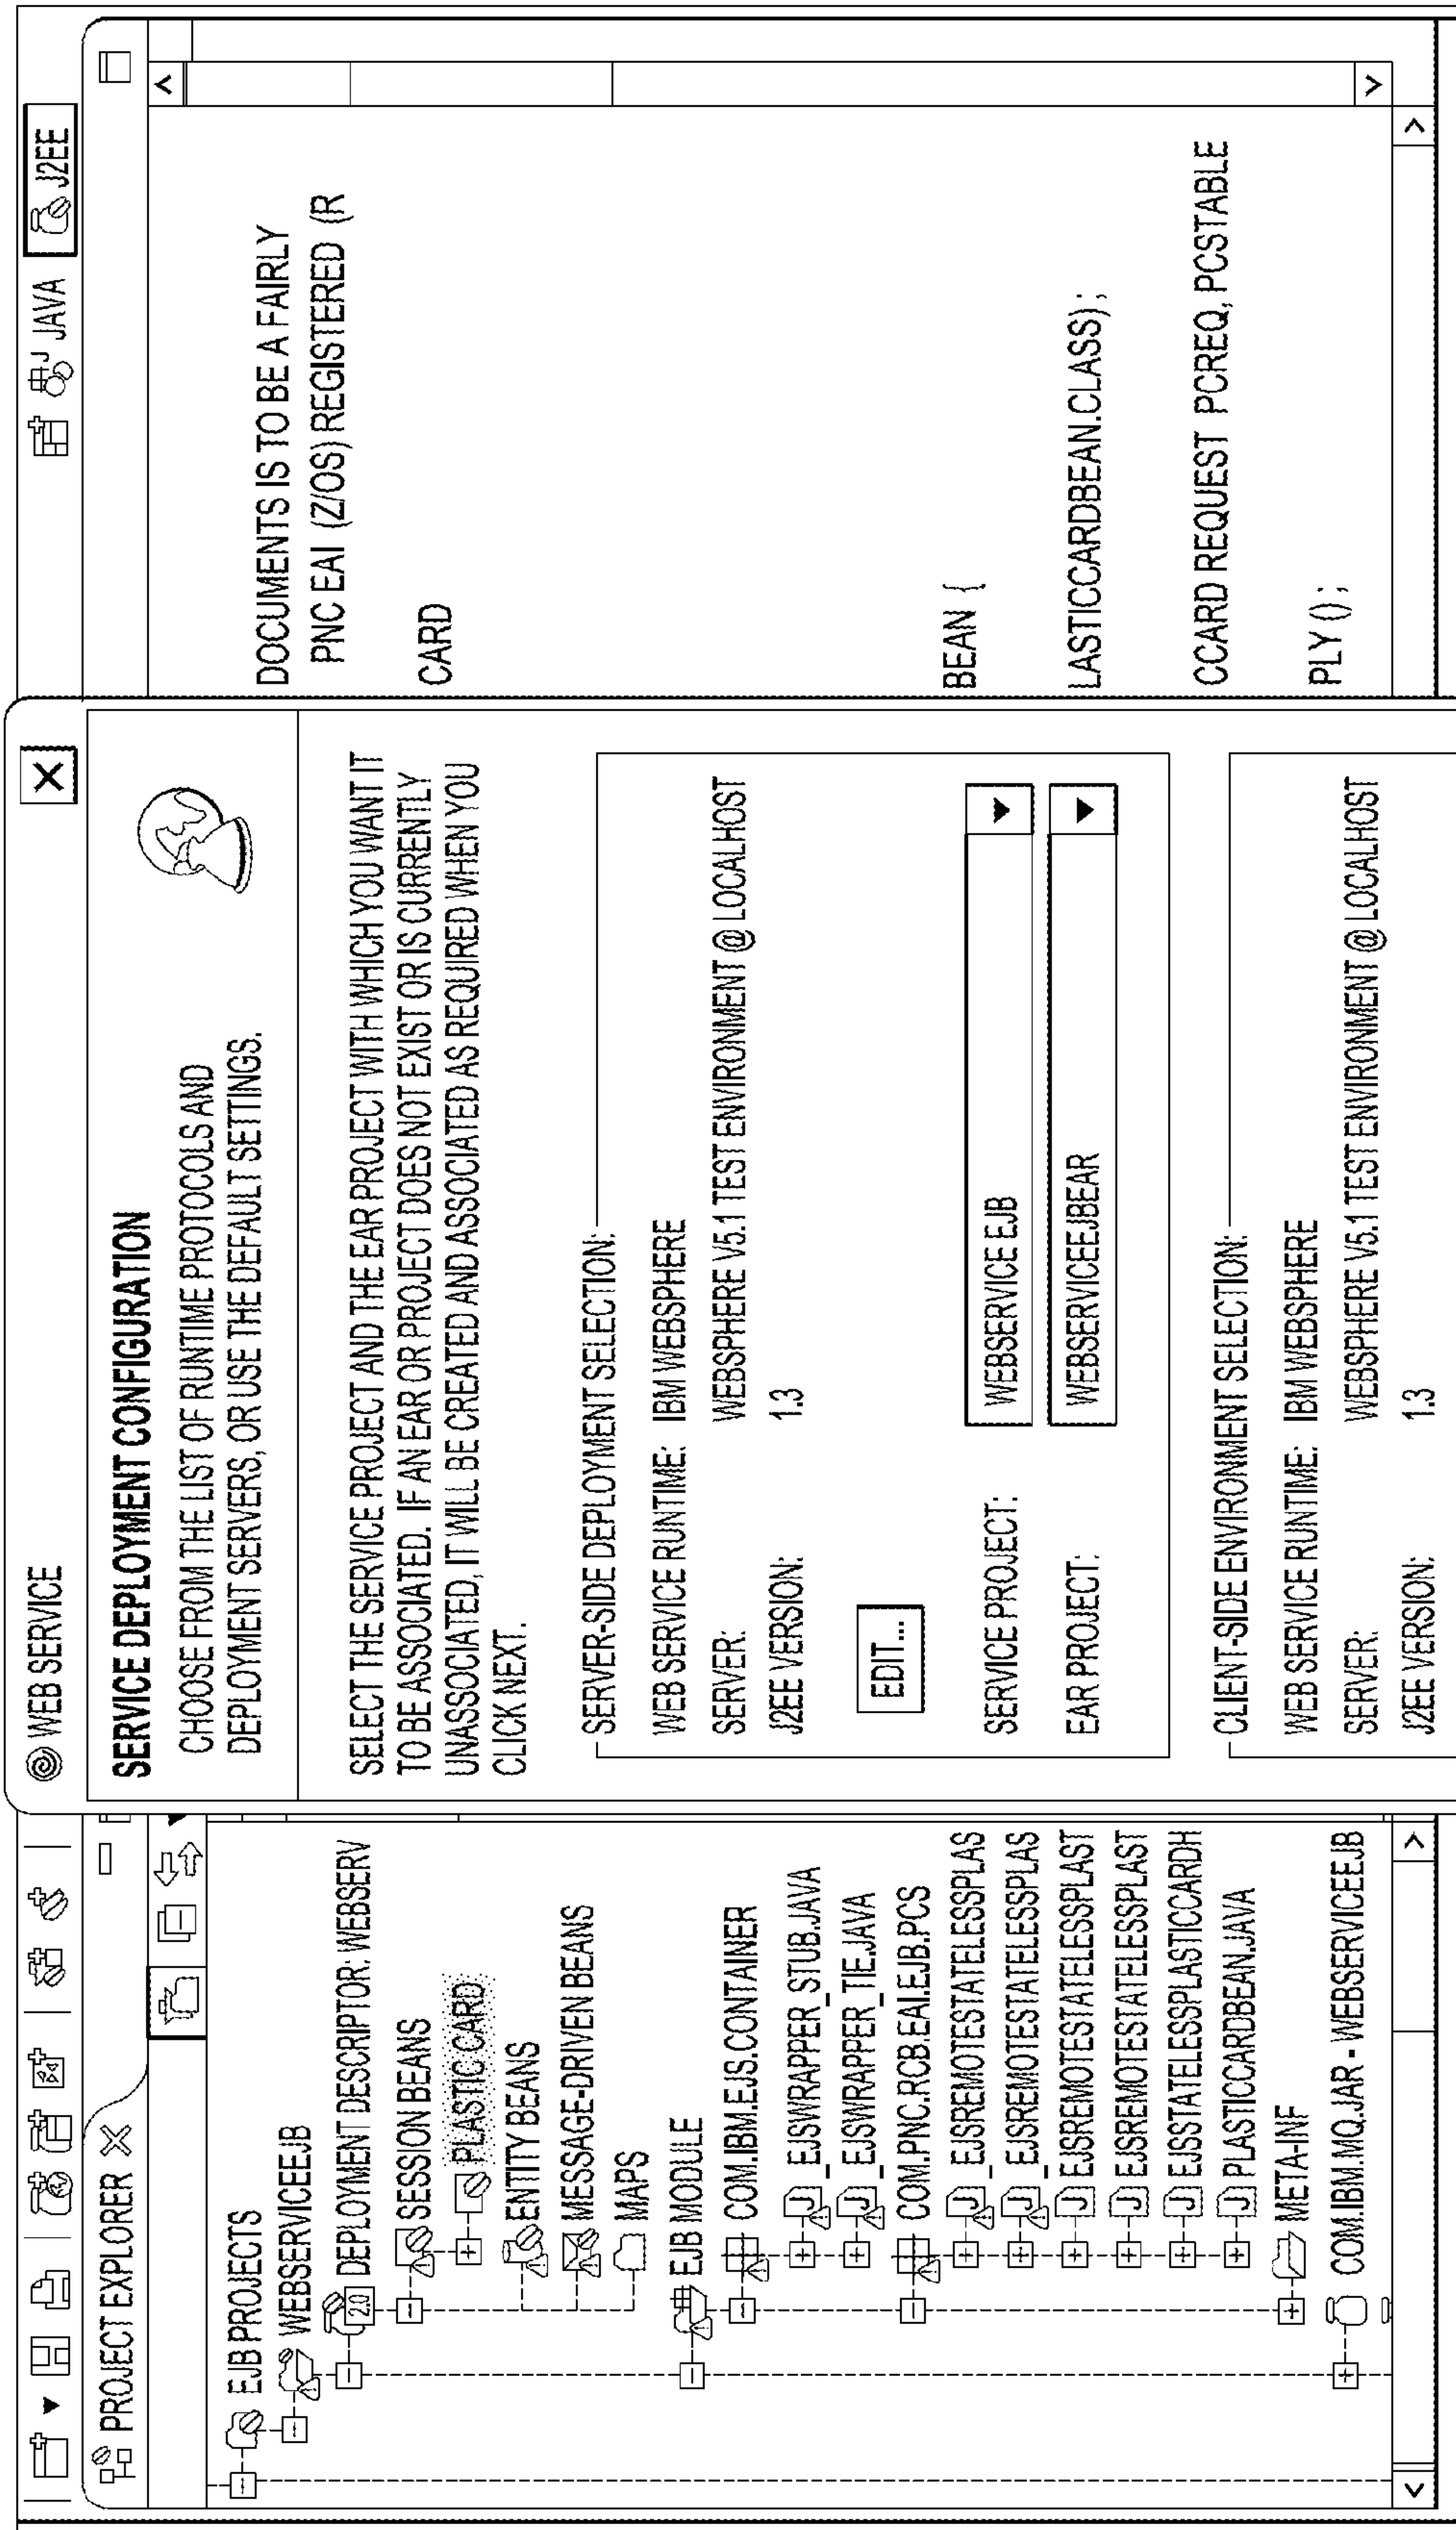 JAVA
J2EE
PROJECT EXPLORER
EJB PROJECTS
WEBSERVICEEJB
2.0 DEPLOYMENT DESCRIPTOR: WEBSERV
SESSION BEANS
PLASTIC CARD
ENTITY BEANS
MESSAGE-DRIVEN BEANS
MAPS
EJB MODULE
COM.IBM.EJS.CONTAINER
_EJSWRAPPER_STUB.JAVA
_EJSWRAPPER_TIE.JAVA
COM.PNC.RCB.EAI.EJB.PCS
_EJSREMOTESTATELESSPLAS
_EJSREMOTESTATELESSPLAS
EJSREMOTESTATELESSPLAST
EJSREMOTESTATELESSPLAST
EJSSTATELESSPLASTICCARDH
PLASTICCARDBEAN.JAVA
META-INF
COM.IBM.MQ.JAR - WEBSERVICEEJB
WEB SERVICE
SERVICE DEPLOYMENT CONFIGURATION
CHOOSE FROM THE LIST OF RUNTIME PROTOCOLS AND
DEPLOYMENT SERVERS, OR USE THE DEFAULT SETTINGS.
SELECT THE SERVICE PROJECT AND THE EAR PROJECT WITH WHICH YOU WANT IT
TO BE ASSOCIATED. IF AN EAR OR PROJECT DOES NOT EXIST OR IS CURRENTLY
UNASSOCIATED, IT WILL BE CREATED AND ASSOCIATED AS REQUIRED WHEN YOU
CLICK NEXT.
SERVER-SIDE DEPLOYMENT SELECTION:
WEB SERVICE RUNTIME: IBM WEBSPHERE
SERVER: WEBSPHERE V5.1 TEST ENVIRONMENT @ LOCALHOST
J2EE VERSION: 1.3
EDIT...
SERVICE PROJECT: WEBSERVICE EJB
EAR PROJECT: WEBSERVICEEJBEAR
CLIENT-SIDE ENVIRONMENT SELECTION:
WEB SERVICE RUNTIME: IBM WEBSPHERE
SERVER: WEBSPHERE V5.1 TEST ENVIRONMENT @ LOCALHOST
J2EE VERSION: 1.3
DOCUMENTS IS TO BE A FAIRLY
PNC EAI (Z/OS) REGISTERED (R
CARD
BEAN {
LASTICCARDBEAN.CLASS) ;
CCARD REQUEST PCREQ, PCSTABLE
PLY () ;